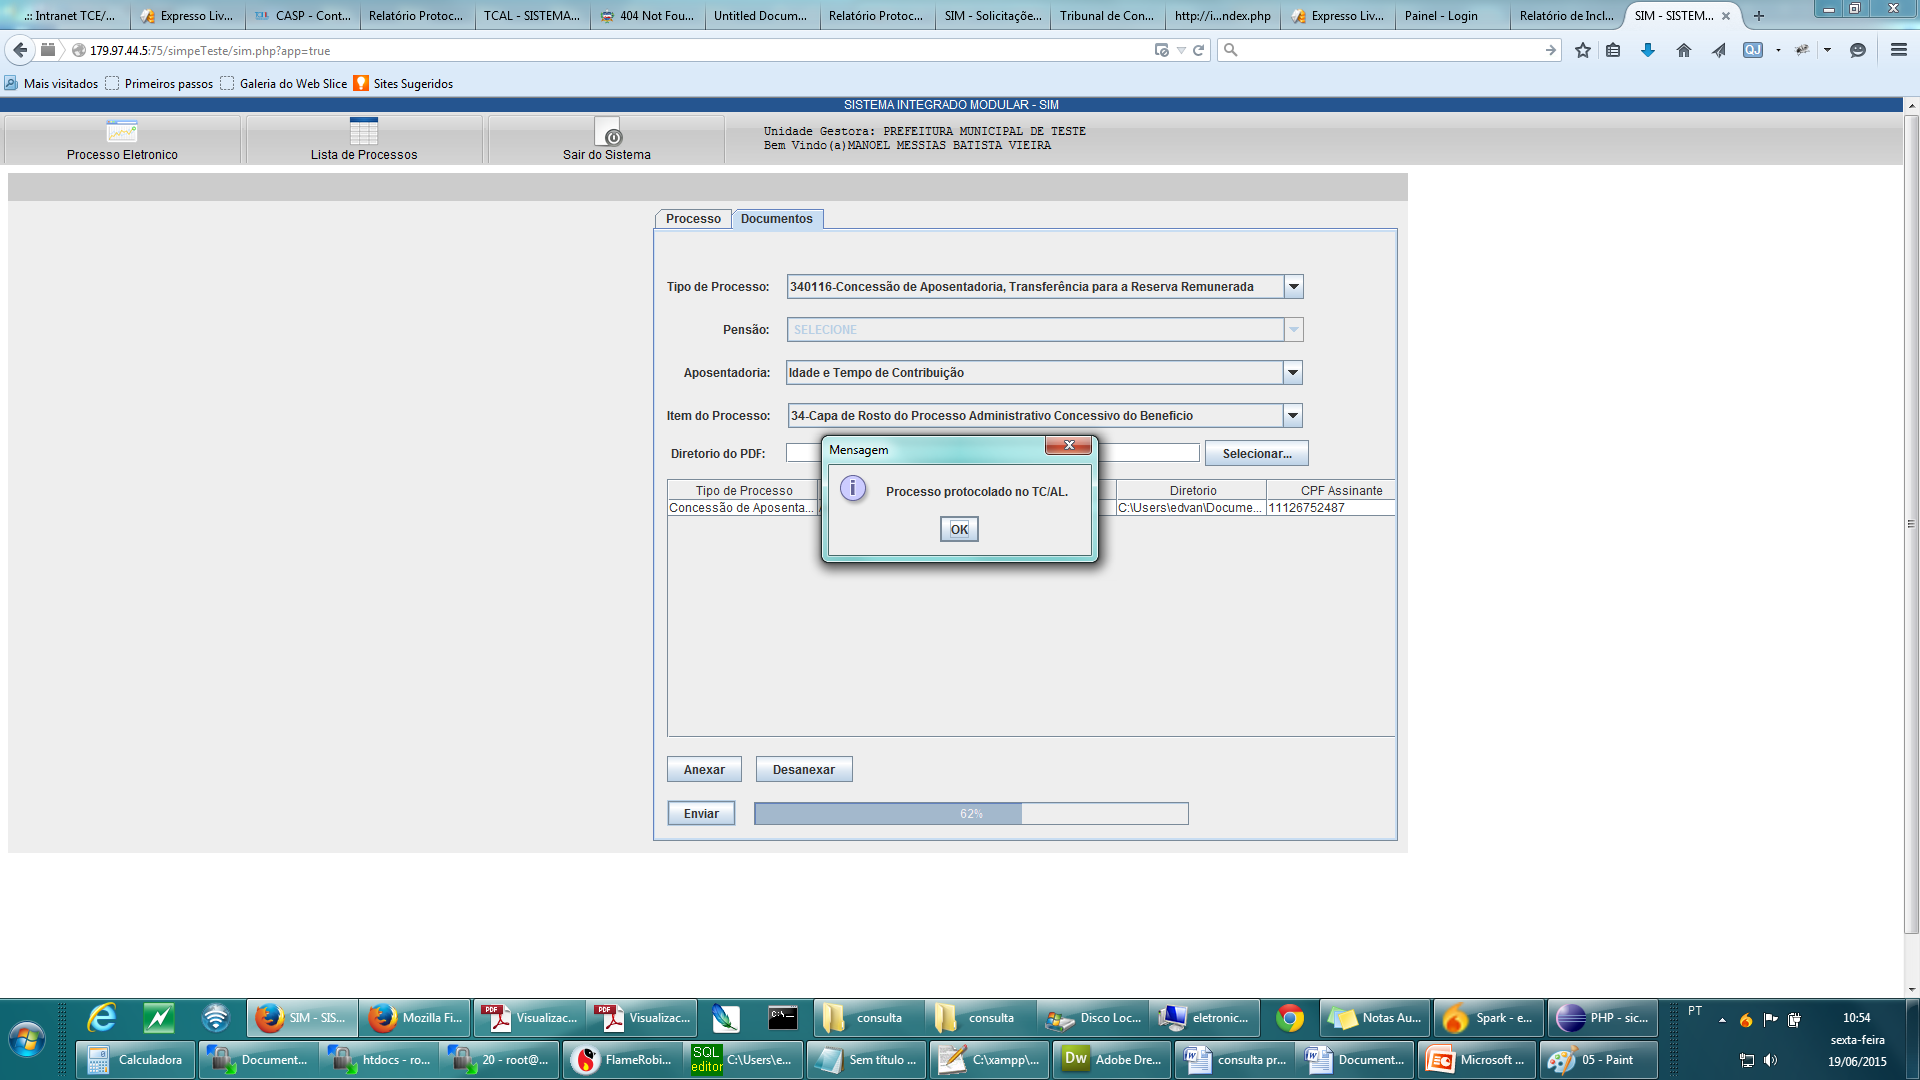 .:: Intranet TCE/...
Expresso Liv...
CASP - Cont...
Relatório Protoc...
TCAL - SISTEMA...
404 Not Fou...
Untitled Docum...
Relatório Protoc...
SIM - Solicitaçõe...
Tribunal de Con...
http://i...ndex.php
Expresso Liv...
Painel - Login
Relatório de Incl...
SIM - SISTEM...
179.97.44.5:75/simpeTeste/sim.php?app=true
Mais visitados
Primeiros passos
Galeria do Web Slice
Sites Sugeridos
SISTEMA INTEGRADO MODULAR - SIM
Processo Eletronico
Lista de Processos
Sair do Sistema
Unidade Gestora: PREFEITURA MUNICIPAL DE TESTE
Bem Vindo(a)MANOEL MESSIAS BATISTA VIEIRA
Processo
Documentos
Tipo de Processo:
340116-Concessão de Aposentadoria, Transferência para a Reserva Remunerada
Pensão:
SELECIONE
Aposentadoria:
Idade e Tempo de Contribuição
Item do Processo:
34-Capa de Rosto do Processo Administrativo Concessivo do Beneficio
Diretorio do PDF:
Selecionar...
Tipo de Processo
Diretorio
CPF Assinante
Concessão de Aposenta...
C:\Users\edvan\Docume...
11126752487
Mensagem
Processo protocolado no TC/AL.
OK
Anexar
Desanexar
Enviar
62%
SIM - SIS...
Mozilla Fi...
PDF
Visualizac...
PDF
Visualizac...
consulta
consulta
Disco Loc...
eletronic...
Notas Au...
Spark - e...
PHP - sic...
PT
10:54
sexta-feira
19/06/2015
Calculadora
Document...
htdocs - ro...
20 - root@...
FlameRobi...
SQL
editor
C:\Users\e...
Sem título ...
C:\xampp\...
Dw
Adobe Dre...
consulta pr...
Document...
Microsoft ...
05 - Paint